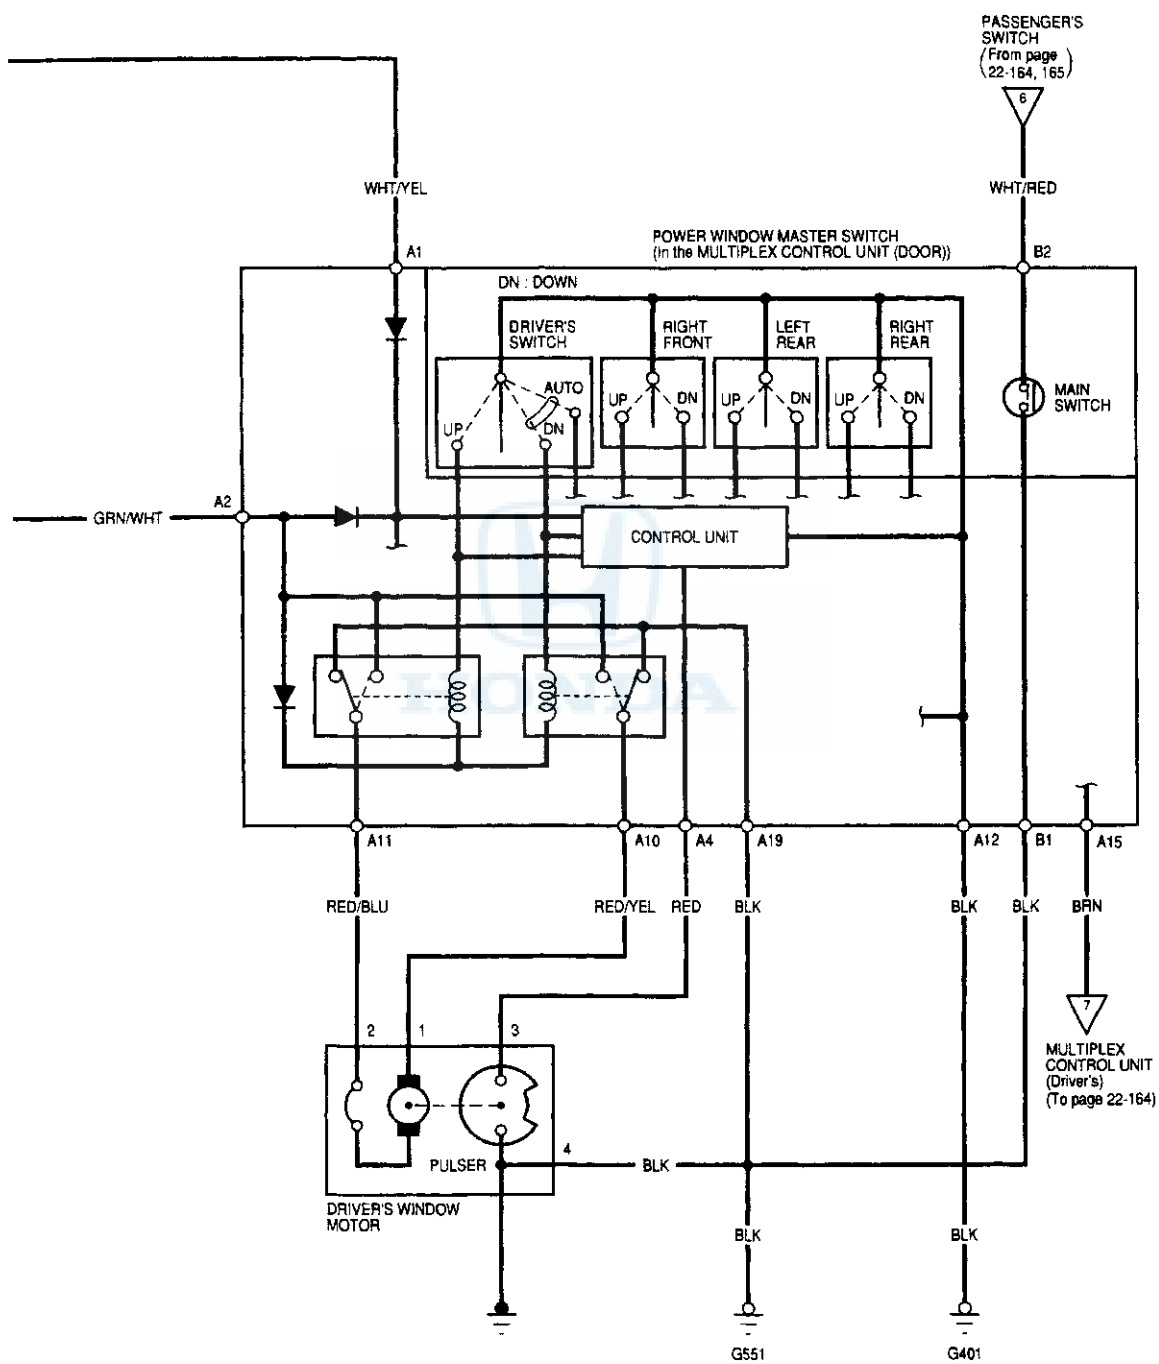 PASSENGER'S
SWITCH
(From page
22-164, 165)
6
WHT/YEL
WHT/RED
POWER WINDOW MASTER SWITCH
(In the MULTIPLEX CONTROL UNIT (DOOR))
A1
B2
DN : DOWN
DRIVER'S
SWITCH
RIGHT
FRONT
LEFT
REAR
RIGHT
REAR
AUTO
UP
DN
UP
DN
UP
DN
UP
DN
MAIN
SWITCH
A2
GRN/WHT
CONTROL UNIT
HONDA
A11
A10
A4
A19
A12
B1
A15
RED/BLU
RED/YEL
RED
BLK
BLK
BLK
BRN
7
2
1
3
MULTIPLEX
CONTROL UNIT
(Driver's)
(To page 22-164)
PULSER
4
BLK
DRIVER'S WINDOW
MOTOR
BLK
BLK
G551
G401